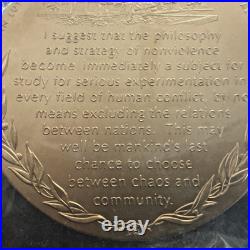 I suggest that the philosophy
and strategy of nonviolence
become immediately a subject for
study for serious experimentation in
every field of human conflict, by no
means excluding the relations
between nations. This may
well be mankind's last
chance to choose
between chaos and
community.